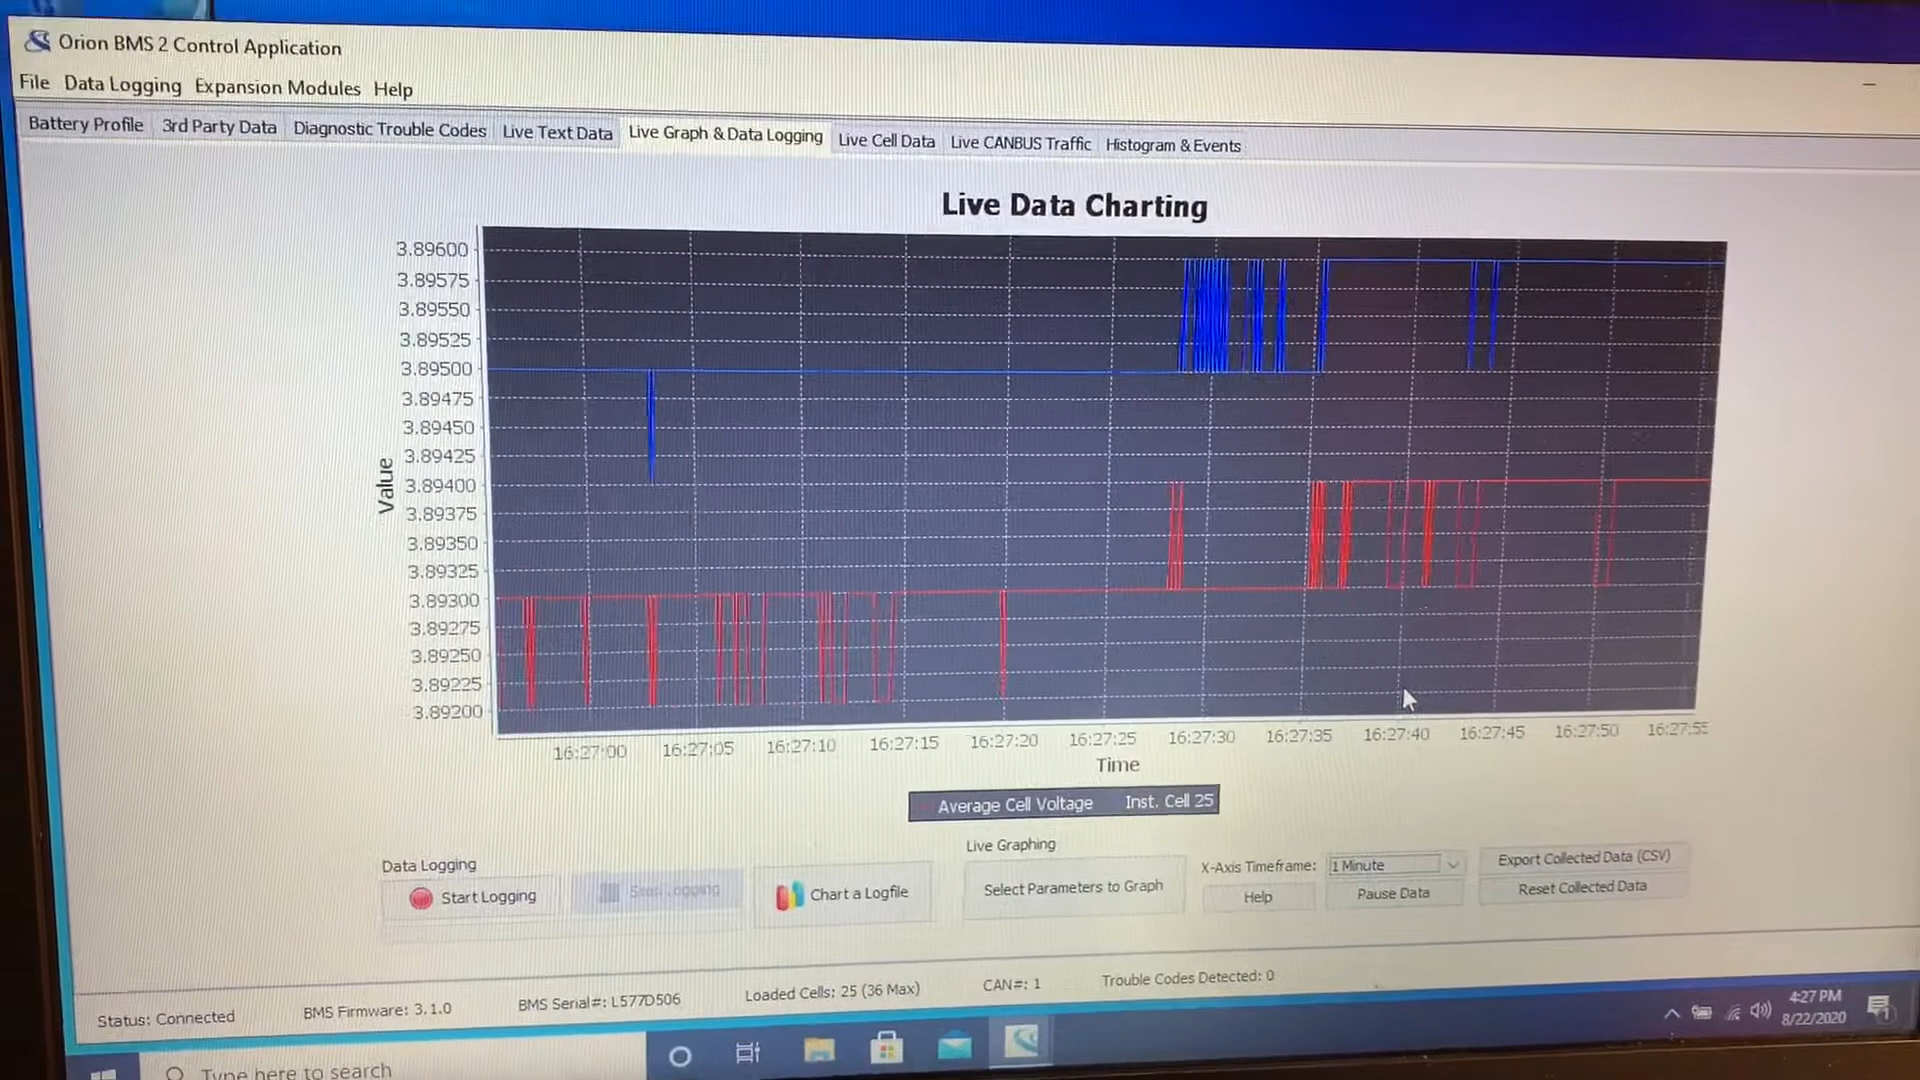 Orion BMS 2 Control Application
File Data Logging Expansion Modules Help
Battery Profile 3rd Party Data Diagnostic Trouble Codes Live Text Data Live Graph & Data Logging Live Cell Data Live CANBUS Traffic Histogram & Events
Live Data Charting
3.89600
3.89575
3.89550
3.89525
3.89500
3.89475
3.89450
3.89425
3.89400
3.89375
3.89350
3.89325
3.89300
3.89275
3.89250
3.89225
3.89200
Value
16:27:00 16:27:05 16:27:10 16:27:15 16:27:20 16:27:25 16:27:30 16:27:35 16:27:40 16:27:45 16:27:50 16:27:55
Time
Average Cell Voltage Inst. Cell 25
Data Logging
Start Logging Stop Logging Chart a Logfile
Live Graphing
Select Parameters to Graph
X-Axis Timeframe: 1 Minute
Help Pause Data
Export Collected Data (CSV)
Reset Collected Data
Status: Connected BMS Firmware: 3.1.0 BMS Serial#: L577D506 Loaded Cells: 25 (36 Max) CAN#: 1 Trouble Codes Detected: 0
Type here to search
4:27 PM
8/22/2020
1